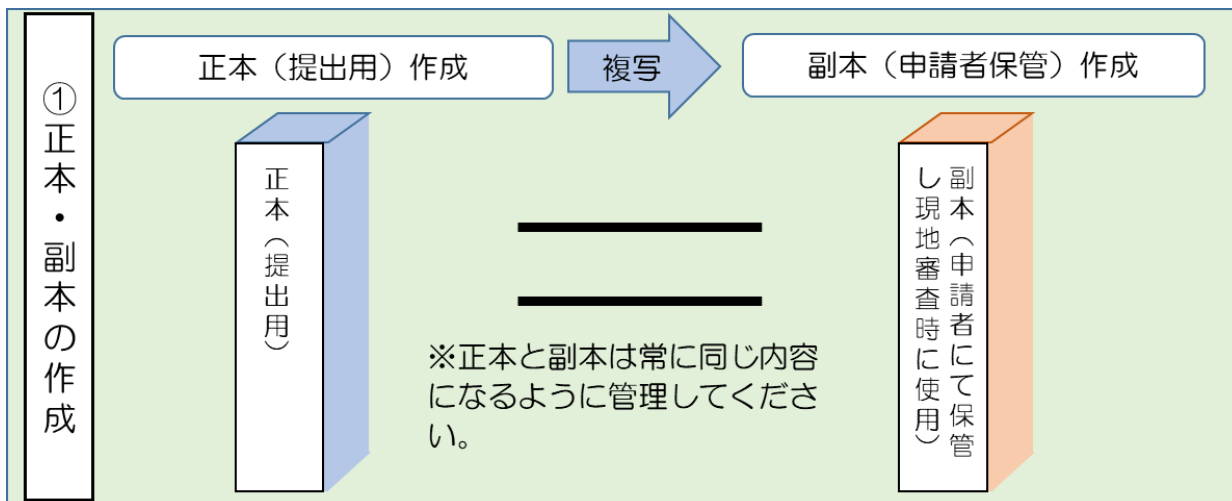 ①正本・副本の作成
正本（提出用）作成
複写
副本（申請者保管）作成
正本（提出用）
※正本と副本は常に同じ内容
になるように管理してくださ
い。
副本（申請者にて保管
し現地審査時に使用）